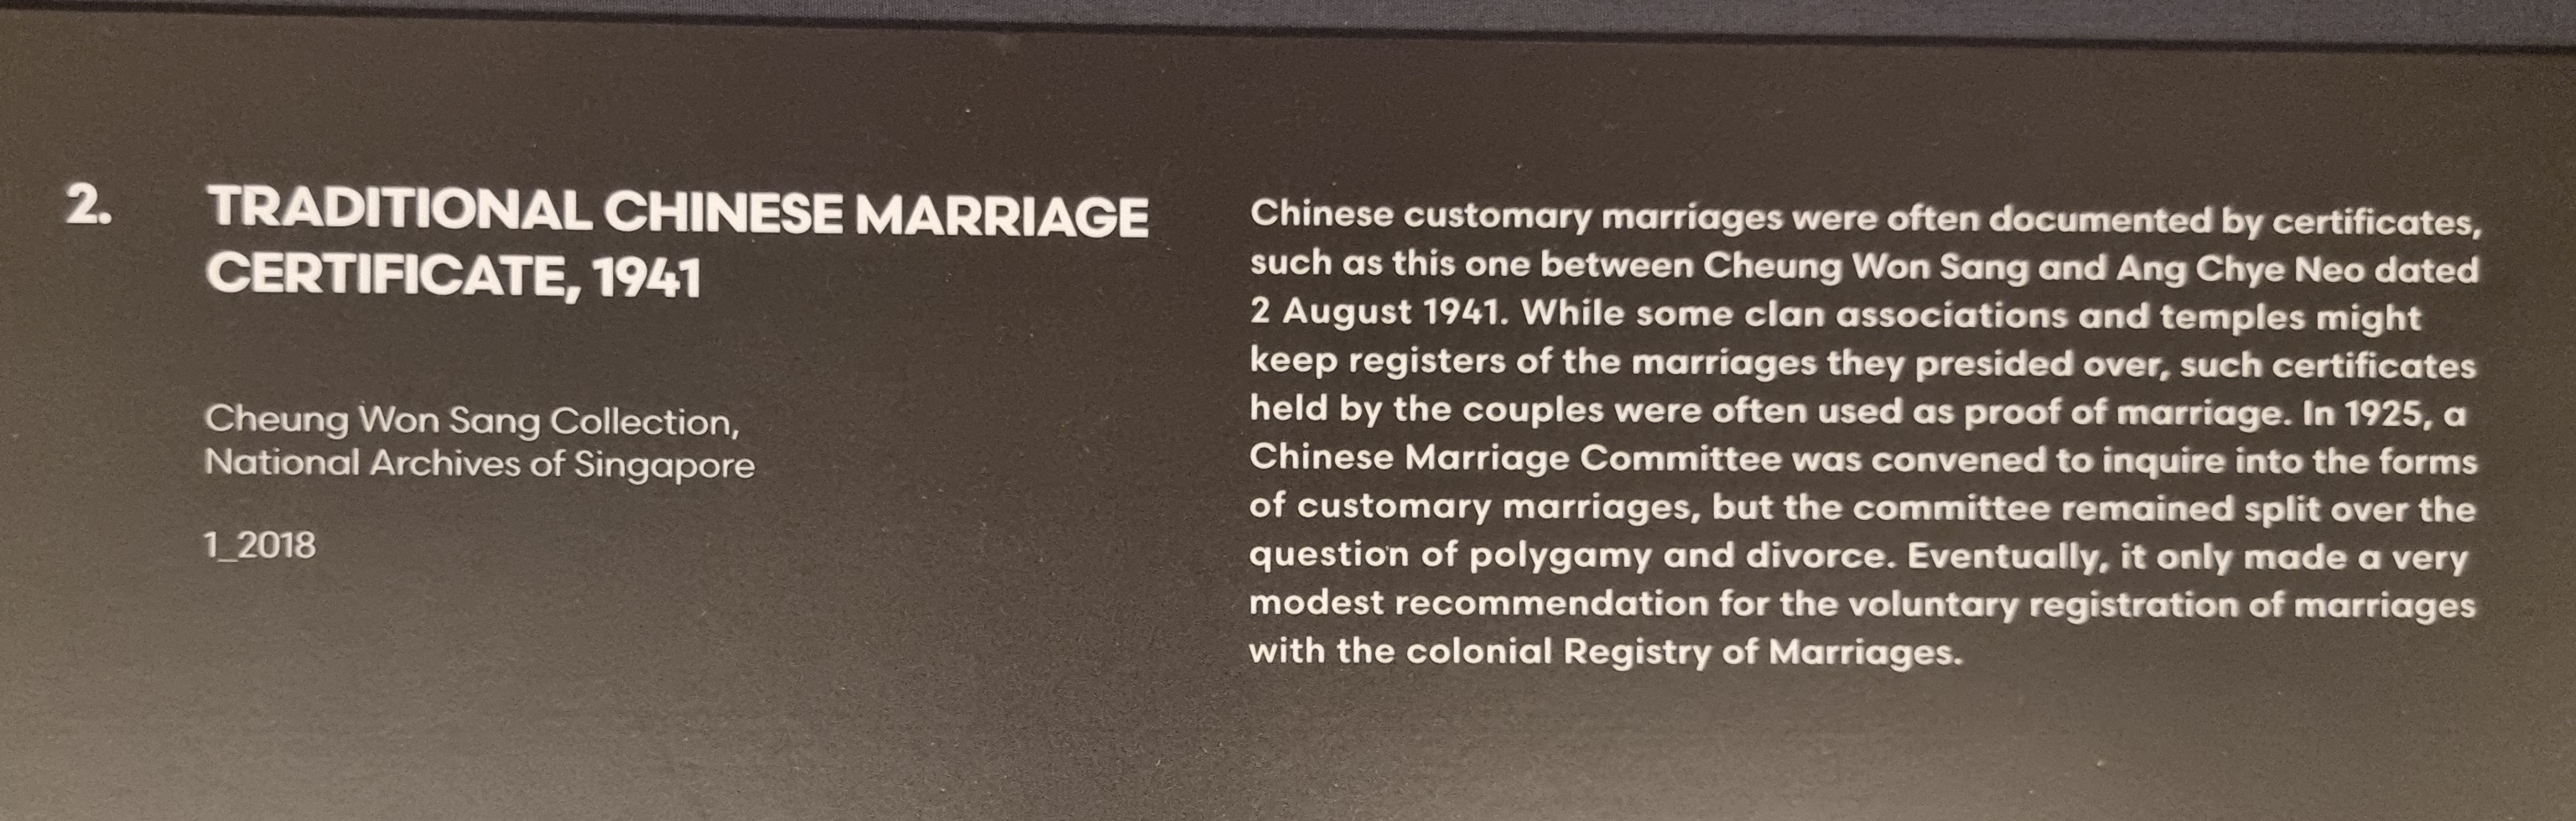 2.
TRADITIONAL CHINESE MARRIAGE
CERTIFICATE, 1941
Cheung Won Sang Collection,
National Archives of Singapore
1_2018
Chinese customary marriages were often documented by certificates,
such as this one between Cheung Won Sang and Ang Chye Neo dated
2 August 1941. While some clan associations and temples might
keep registers of the marriages they presided over, such certificates
held by the couples were often used as proof of marriage. In 1925, a
Chinese Marriage Committee was convened to inquire into the forms
of customary marriages, but the committee remained split over the
question of polygamy and divorce. Eventually, it only made a very
modest recommendation for the voluntary registration of marriages
with the colonial Registry of Marriages.